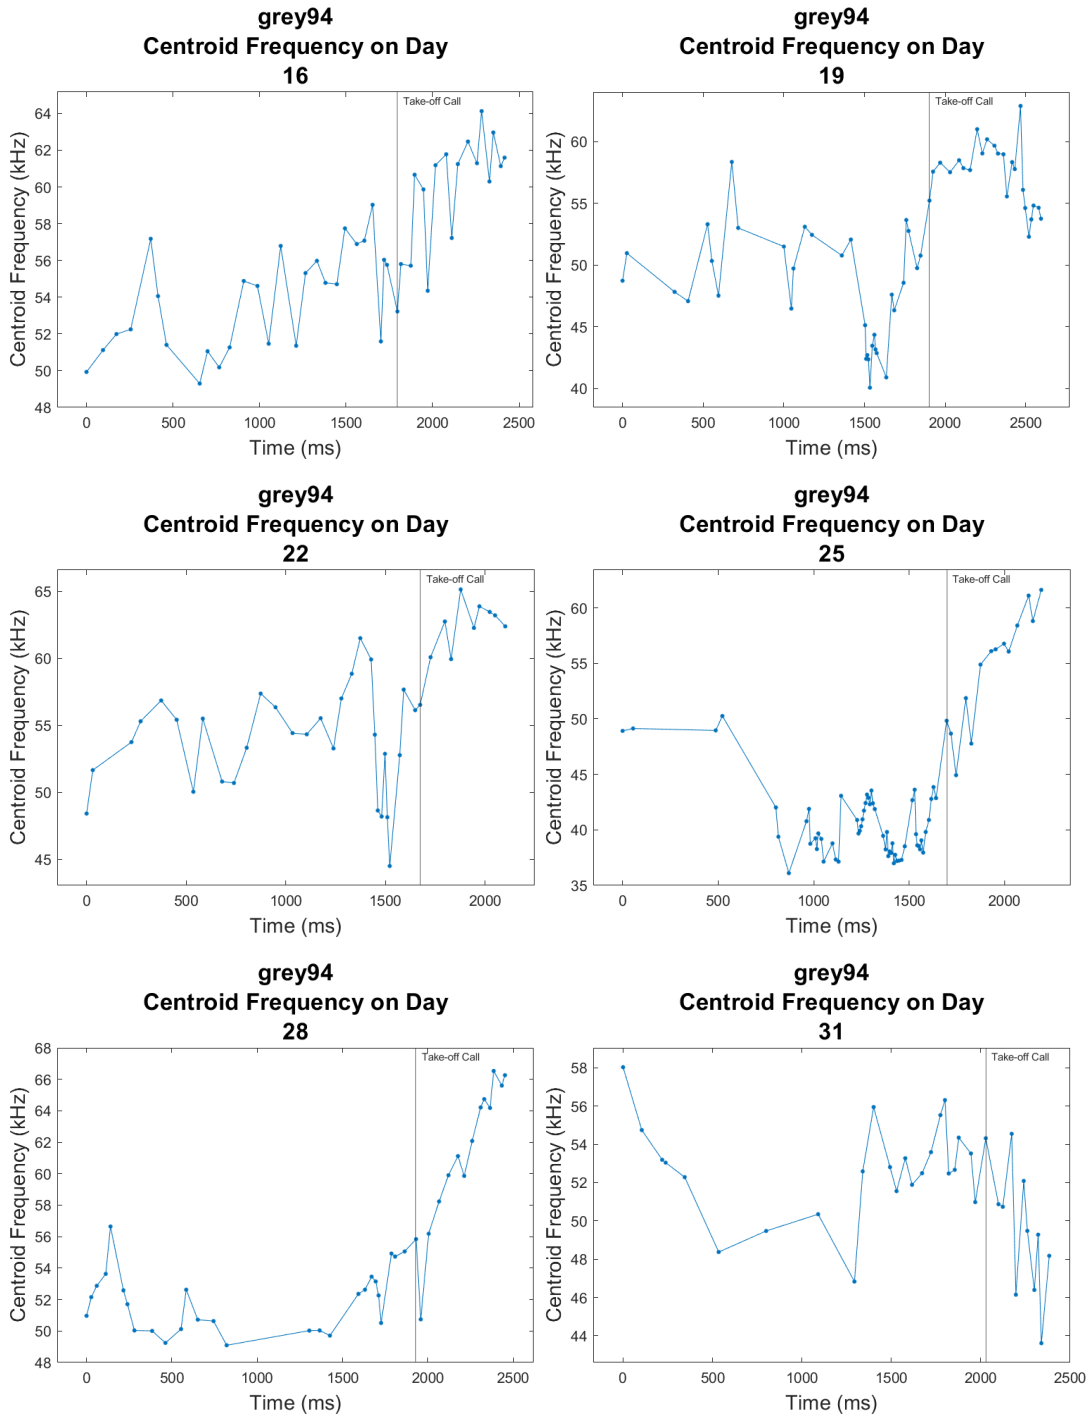 grey94
Centroid Frequency on Day
16
Take-off Call
Centroid Frequency (kHz)
64
62
60
58
56
54
52
50
48
0
500
1000
1500
2000
2500
Time (ms)
grey94
Centroid Frequency on Day
19
Take-off Call
Centroid Frequency (kHz)
60
55
50
45
40
0
500
1000
1500
2000
2500
Time (ms)
grey94
Centroid Frequency on Day
22
Take-off Call
Centroid Frequency (kHz)
65
60
55
50
45
0
500
1000
1500
2000
Time (ms)
grey94
Centroid Frequency on Day
25
Take-off Call
Centroid Frequency (kHz)
60
55
50
45
40
35
0
500
1000
1500
2000
Time (ms)
grey94
Centroid Frequency on Day
28
Take-off Call
Centroid Frequency (kHz)
68
66
64
62
60
58
56
54
52
50
48
0
500
1000
1500
2000
2500
Time (ms)
grey94
Centroid Frequency on Day
31
Take-off Call
Centroid Frequency (kHz)
58
56
54
52
50
48
46
44
0
500
1000
1500
2000
2500
Time (ms)